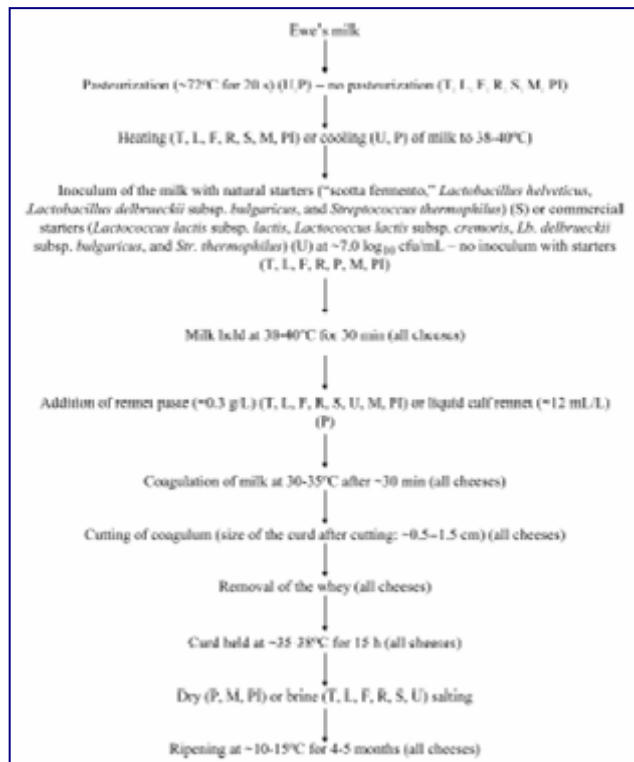 Ewe's milk
Pasteurization (~72°C for 20 s) (U,P) – no pasteurization (T, L, F, R, S, M, PI)
Heating (T, L, F, R, S, M, PI) or cooling (U, P) of milk to 38-40°C)
Inoculum of the milk with natural starters ("scotta fermento," Lactobacillus helveticus,
Lactobacillus delbrueckii subsp. bulgaricus, and Streptococcus thermophilus) (S) or commercial
starters (Lactococcus lactis subsp. lactis, Lactococcus lactis subsp. cremoris, Lb. delbrueckii
subsp. bulgaricus, and Str. thermophilus) (U) at ~7.0 log10 cfu/mL – no inoculum with starters
(T, L, F, R, P, M, PI)
Milk held at 38-40°C for 30 min (all cheeses)
Addition of rennet paste (~0.3 g/L) (T, L, F, R, S, U, M, PI) or liquid calf rennet (~12 mL/L)
(P)
Coagulation of milk at 30-35°C after ~30 min (all cheeses)
Cutting of coagulum (size of the curd after cutting: ~0.5–1.5 cm) (all cheeses)
Removal of the whey (all cheeses)
Curd held at ~35-38°C for 15 h (all cheeses)
Dry (P, M, PI) or brine (T, L, F, R, S, U) salting
Ripening at ~10-15°C for 4-5 months (all cheeses)